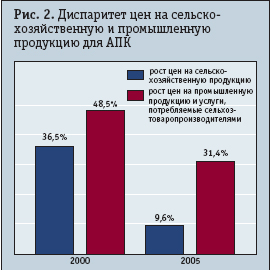 Рис. 2. Диспаритет цен на сельско-
хозяйственную и промышленную
продукцию для АПК
рост цен на сельско-
хозяйственную продукцию
рост цен на промышленную
продукцию и услуги,
потребляемые сельхоз-
товаропроизводителями
36,5%
48,5%
9,6%
31,4%
2000
2005